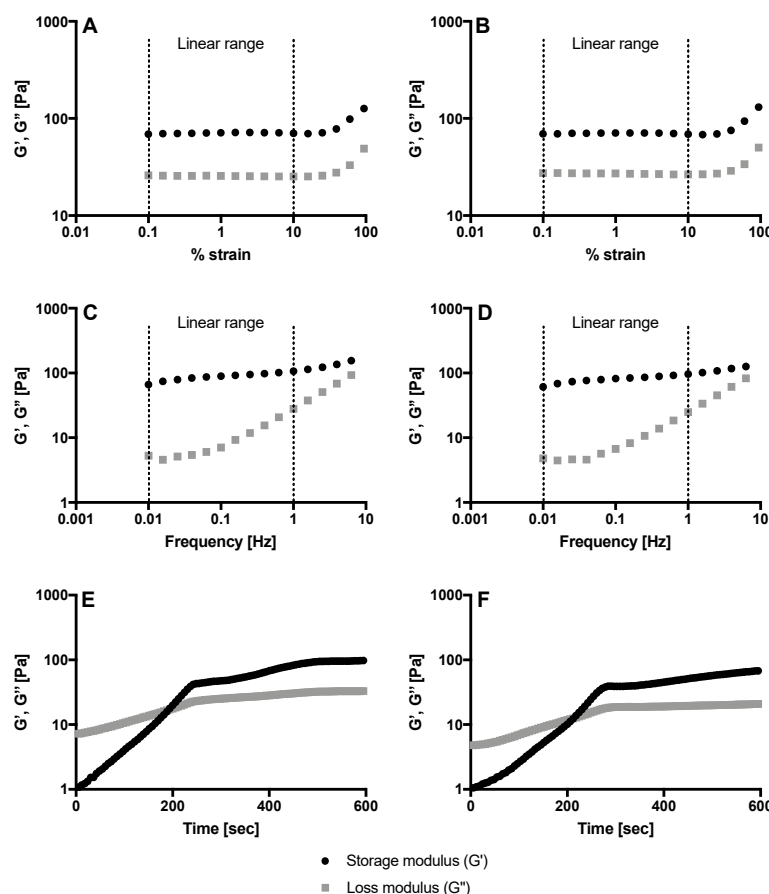 A
Linear range
1000
100
10
G’, G” [Pa]
0.01 0.1 1 10 100
% strain
B
Linear range
1000
100
10
G’, G” [Pa]
0.01 0.1 1 10 100
% strain
C
Linear range
1000
100
10
1
G’, G” [Pa]
0.001 0.01 0.1 1 10
Frequency [Hz]
D
Linear range
1000
100
10
1
G’, G” [Pa]
0.001 0.01 0.1 1 10
Frequency [Hz]
E
1000
100
10
1
G’, G” [Pa]
0 200 400 600
Time [sec]
F
1000
100
10
1
G’, G” [Pa]
0 200 400 600
Time [sec]
Storage modulus (G')
Loss modulus (G")